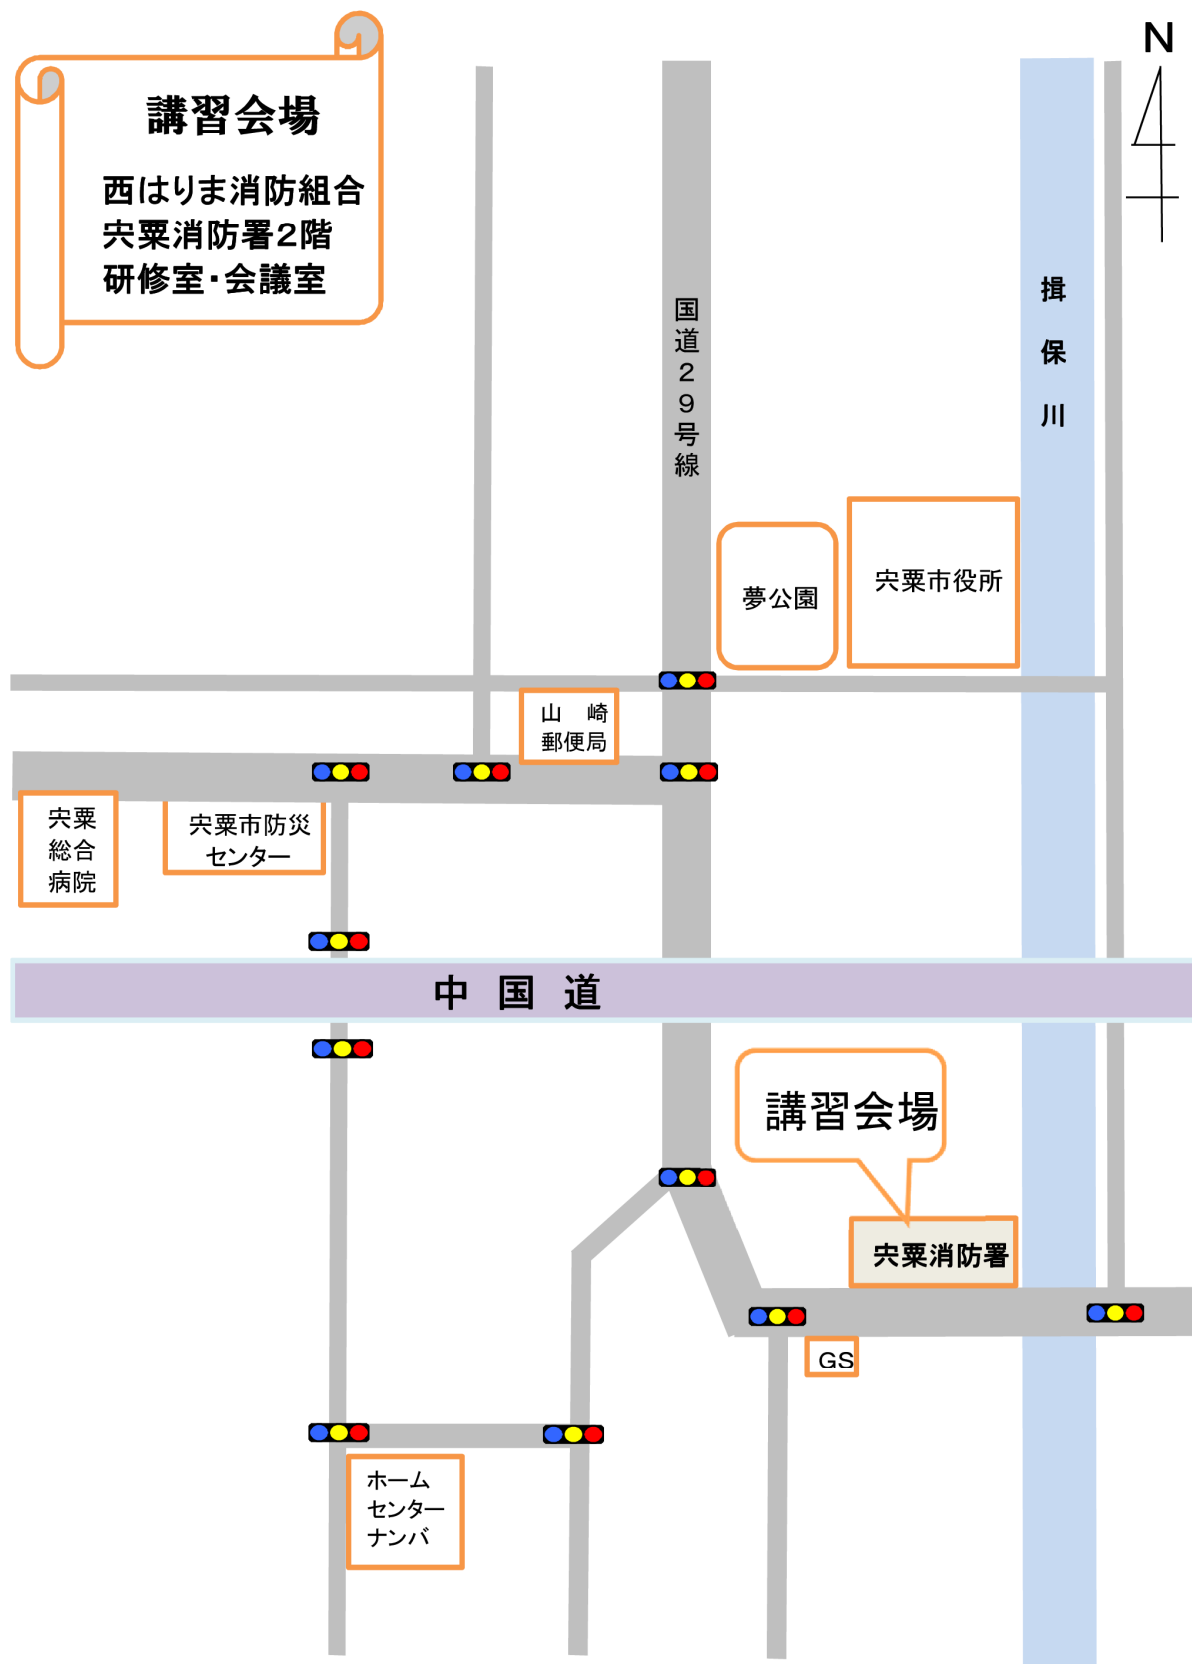 N
講習会場
西はりま消防組合
宍粟消防署2階
研修室・会議室
国道29号線
揖保川
夢公園
宍粟市役所
山　崎
郵便局
宍粟
総合
病院
宍粟市防災
センター
中　国　道
講習会場
宍粟消防署
GS
ホーム
センター
ナンバ